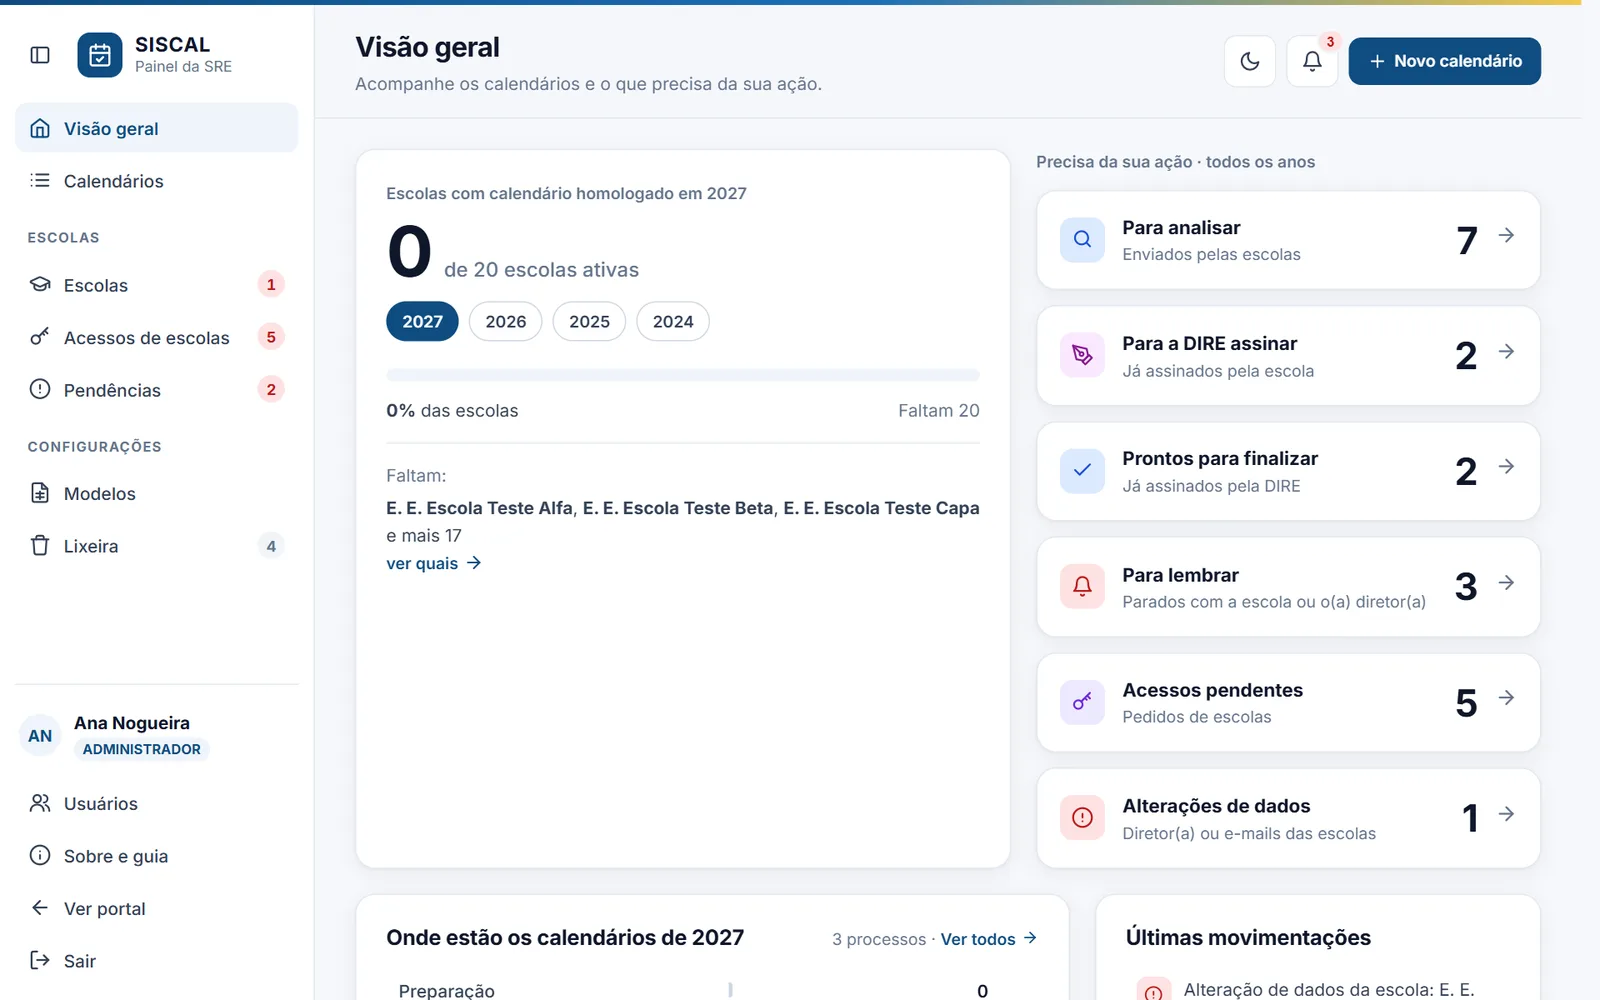 SISCAL
Painel da SRE
Visão geral
Calendários
ESCOLAS
Escolas 1
Acessos de escolas 5
Pendências 2
CONFIGURAÇÕES
Modelos
Lixeira 4
AN
Ana Nogueira
ADMINISTRADOR
Usuários
Sobre e guia
Ver portal
Sair
Visão geral
Acompanhe os calendários e o que precisa da sua ação.
3
Novo calendário
Escolas com calendário homologado em 2027
0 de 20 escolas ativas
2027 2026 2025 2024
0% das escolas Faltam 20
Faltam:
E. E. Escola Teste Alfa, E. E. Escola Teste Beta, E. E. Escola Teste Capa
e mais 17
ver quais
Precisa da sua ação · todos os anos
Para analisar
Enviados pelas escolas
7
Para a DIRE assinar
Já assinados pela escola
2
Prontos para finalizar
Já assinados pela DIRE
2
Para lembrar
Parados com a escola ou o(a) diretor(a)
3
Acessos pendentes
Pedidos de escolas
5
Alterações de dados
Diretor(a) ou e-mails das escolas
1
Onde estão os calendários de 2027
3 processos · Ver todos
Preparação 0
Últimas movimentações
Alteração de dados da escola: E. E.